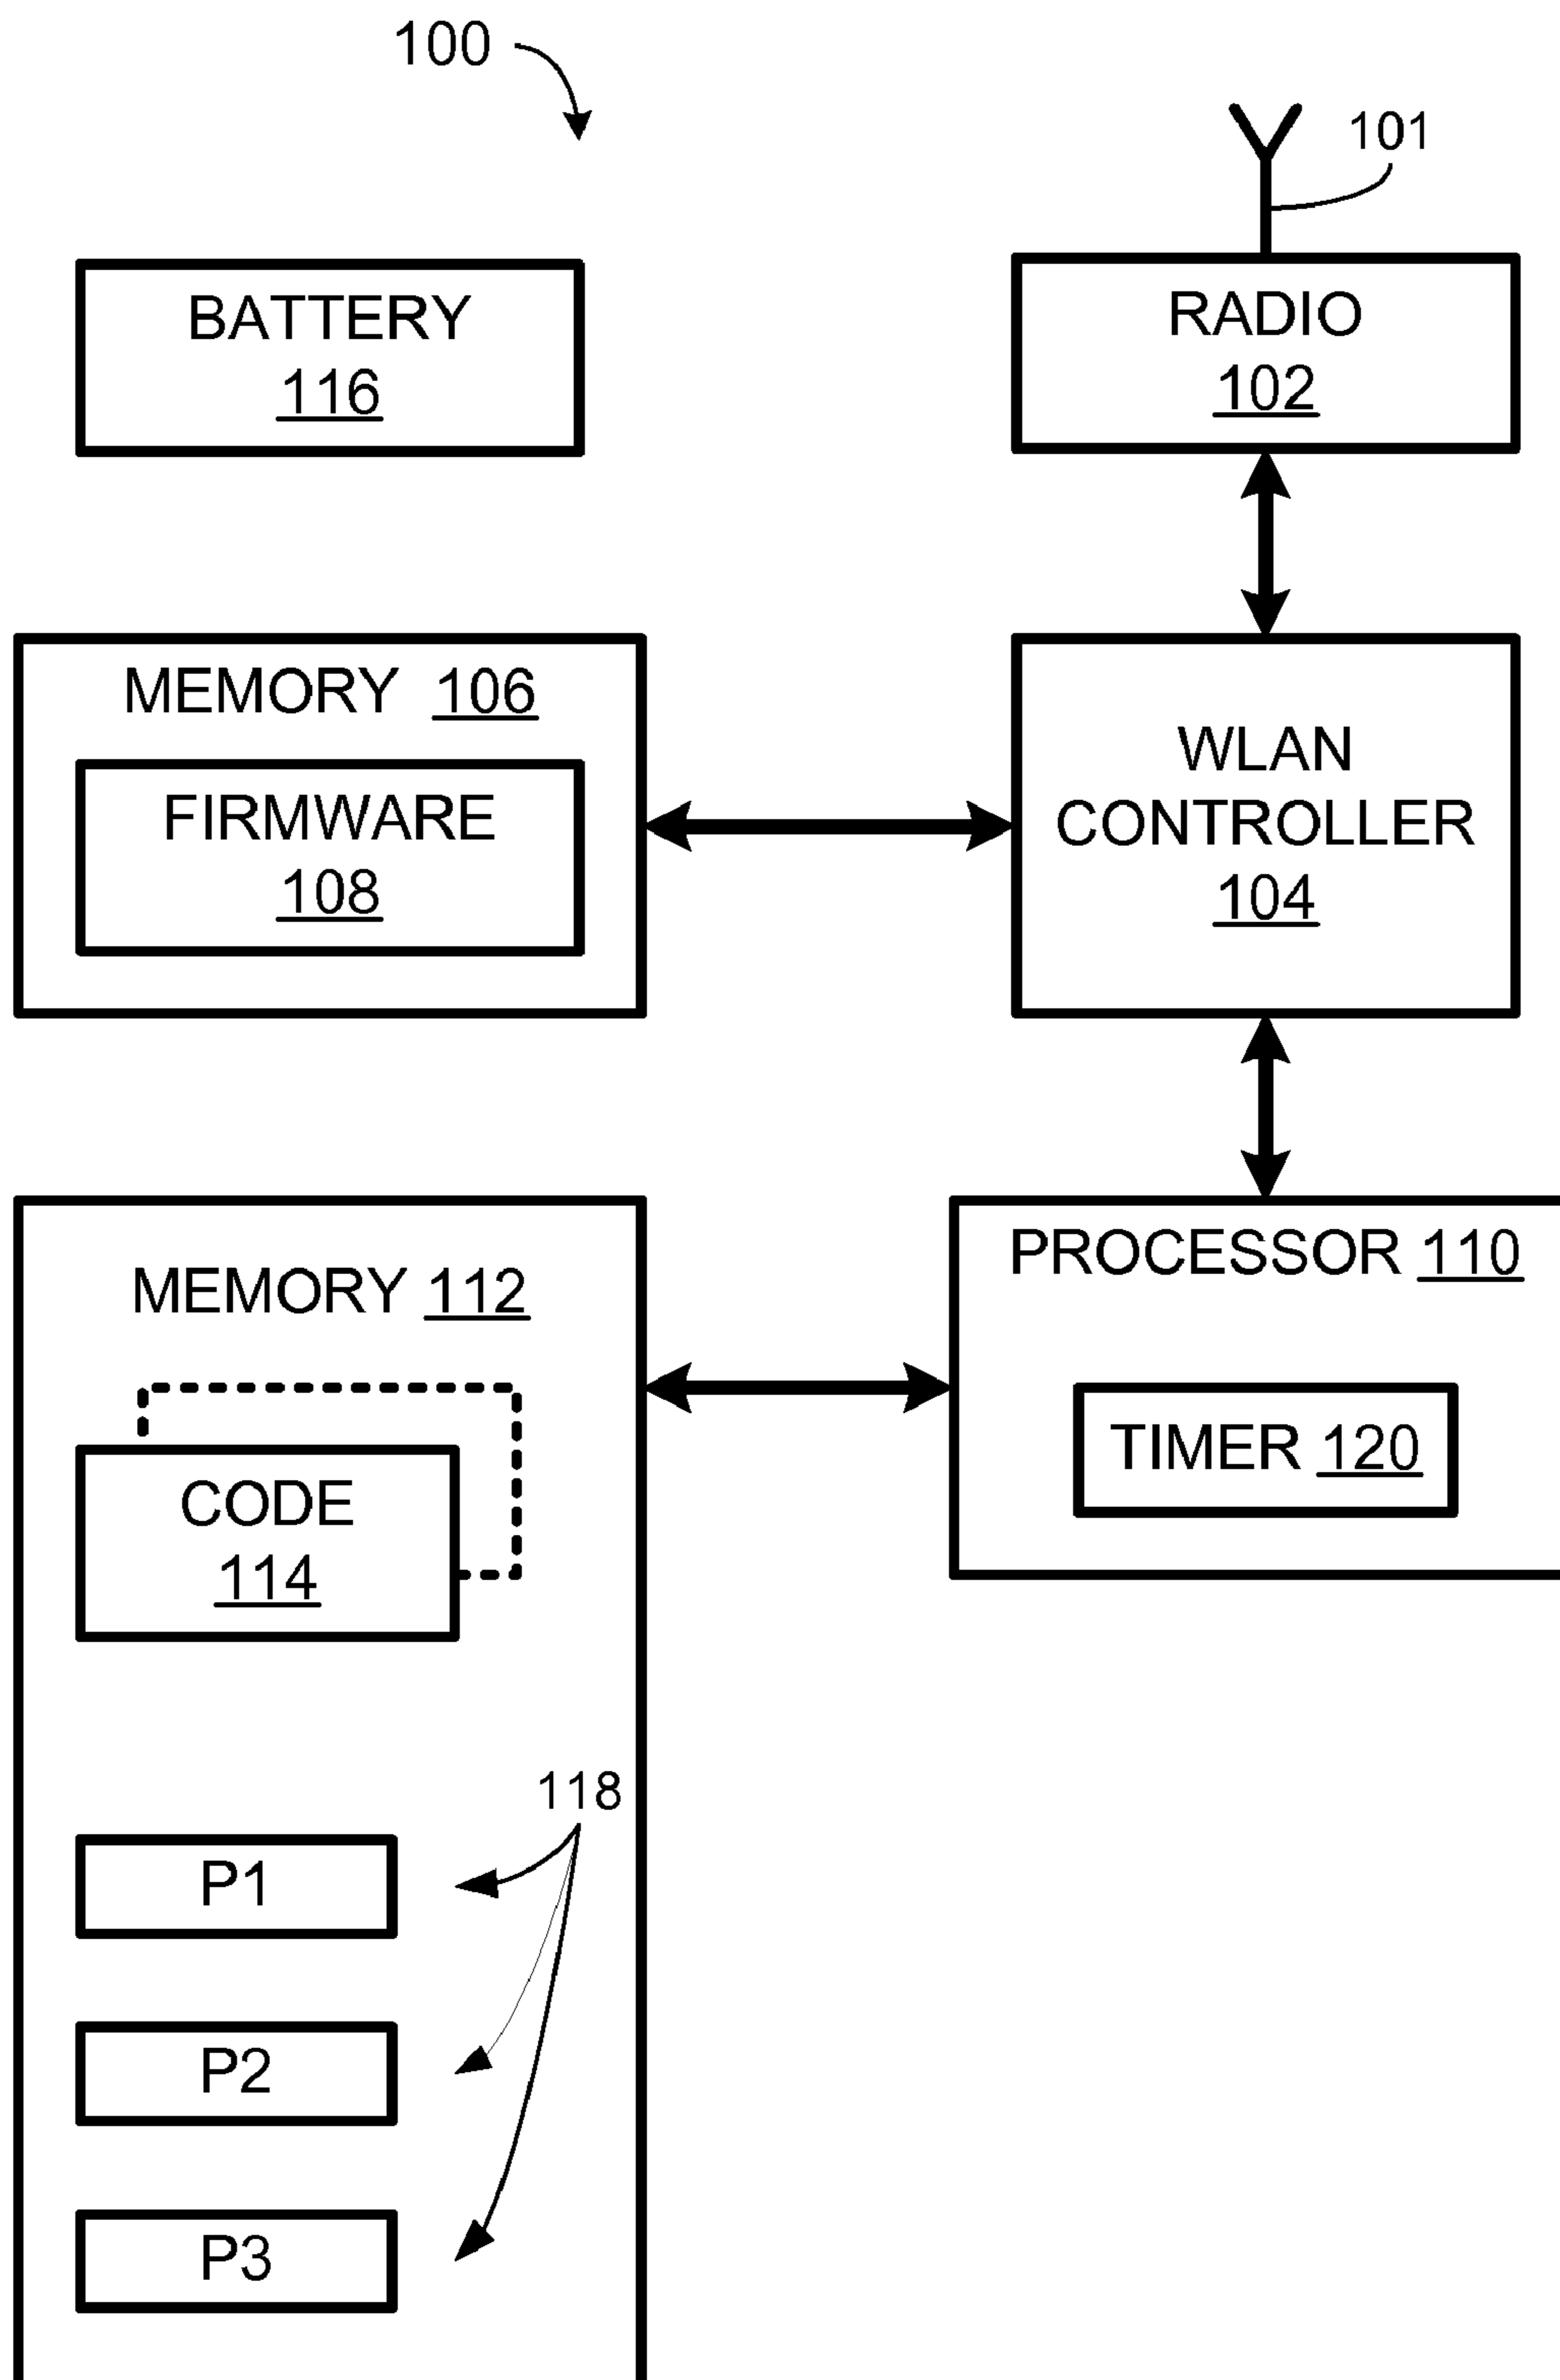 100
101
BATTERY
116
RADIO
102
MEMORY 106
FIRMWARE
108
WLAN
CONTROLLER
104
MEMORY 112
PROCESSOR 110
TIMER 120
CODE
114
118
P1
P2
P3